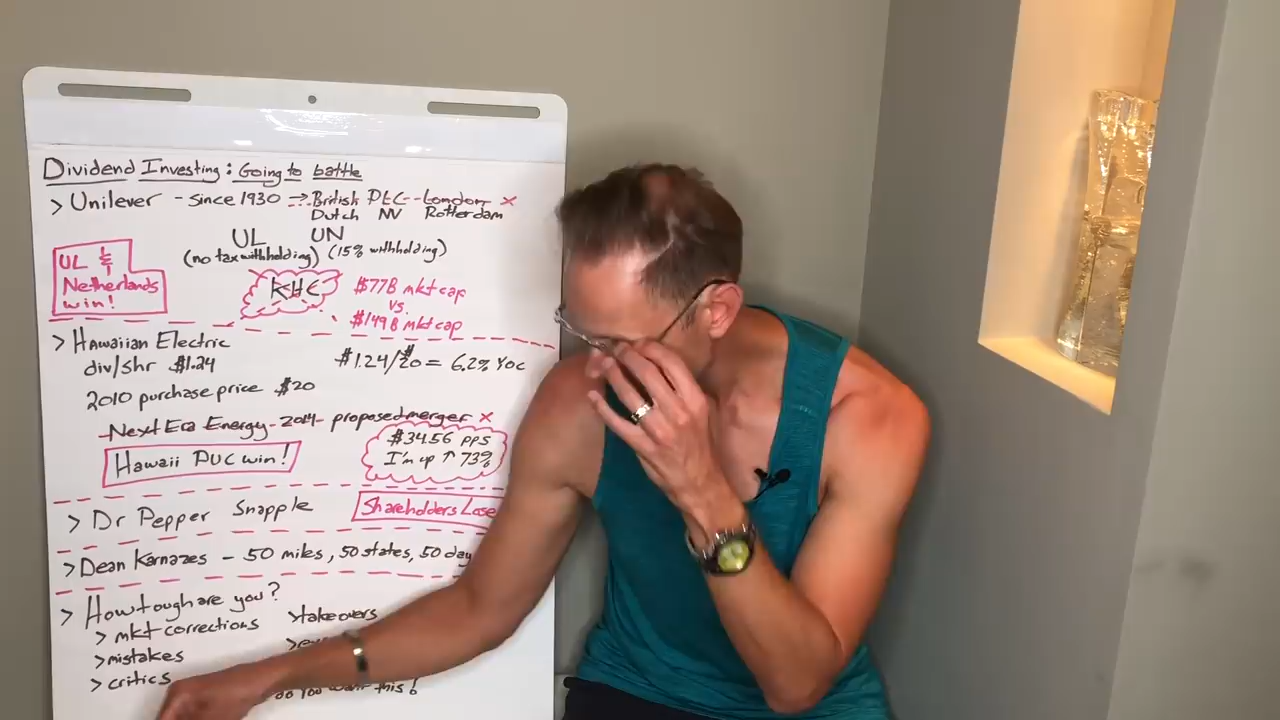 Dividend Investing: Going to battle
> Unilever - since 1930 → British PLC - London x
Dutch NV Rotterdam
UL UN
(no tax withholding) (15% withholding)
UL &
Netherlands
win!
KHC
$77B mkt cap
vs.
$149B mkt cap
> Hawaiian Electric
div/shr $1.24
$1.24/$20 = 6.2% YOC
2010 purchase price $20
Next Era Energy - 2014 - proposed merger x
Hawaii PUC win!
$34.56 PPS
I'm up ↑ 73%
> Dr Pepper Snapple
Shareholders Lose
> Dean Karnazes - 50 miles, 50 states, 50 day
> How tough are you?
> mkt corrections
> mistakes
> critics
> takeovers
do you want this!